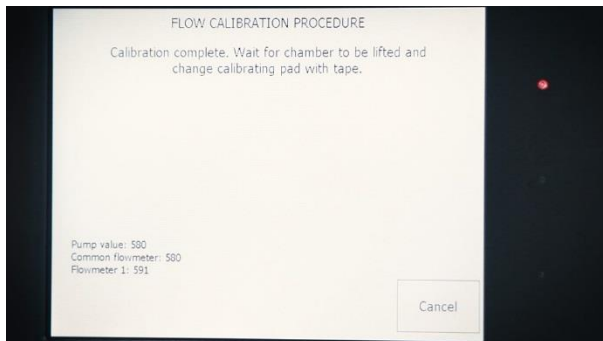 FLOW CALIBRATION PROCEDURE
Calibration complete. Wait for chamber to be lifted and
change calibrating pad with tape.
Pump value: 580
Common flowmeter: 580
Flowmeter 1: 591
Cancel